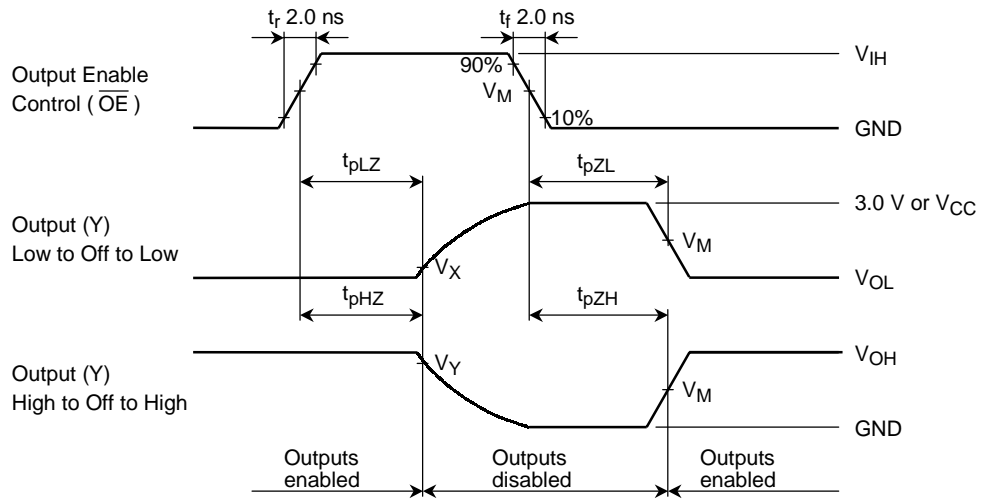 tr 2.0 ns
tf 2.0 ns
Output Enable
Control ( OE )
90%
VM
10%
VIH
GND
tpLZ
tpZL
Output (Y)
Low to Off to Low
VX
VM
3.0 V or VCC
VOL
tpHZ
tpZH
Output (Y)
High to Off to High
VY
VM
VOH
GND
Outputs
enabled
Outputs
disabled
Outputs
enabled